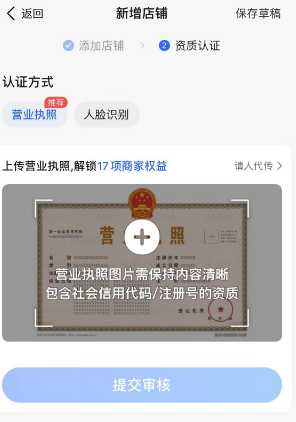 返回
新增店铺
保存草稿
添加店铺
2 资质认证
认证方式
推荐
营业执照
人脸识别
上传营业执照,解锁17项商家权益
请人代传
营业执照
营业执照图片需保持内容清晰
包含社会信用代码/注册号的资质
登记机关
提交审核